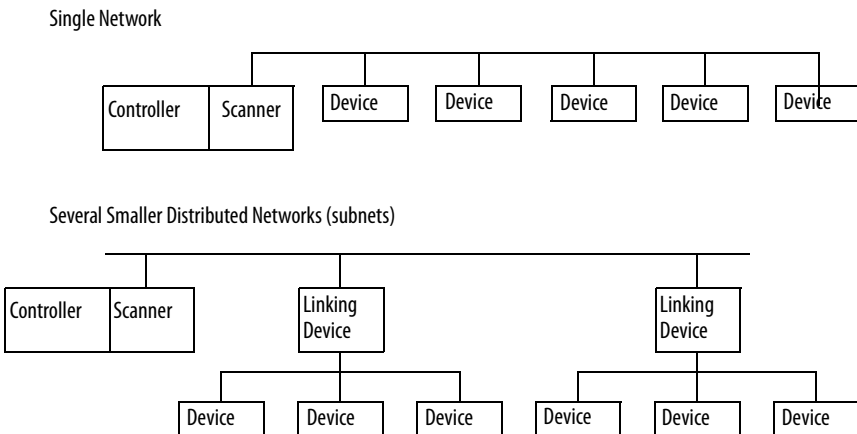 Single Network
Controller Scanner Device Device Device Device Device
Several Smaller Distributed Networks (subnets)
Controller Scanner Linking Device Linking Device
Device Device Device Device Device Device